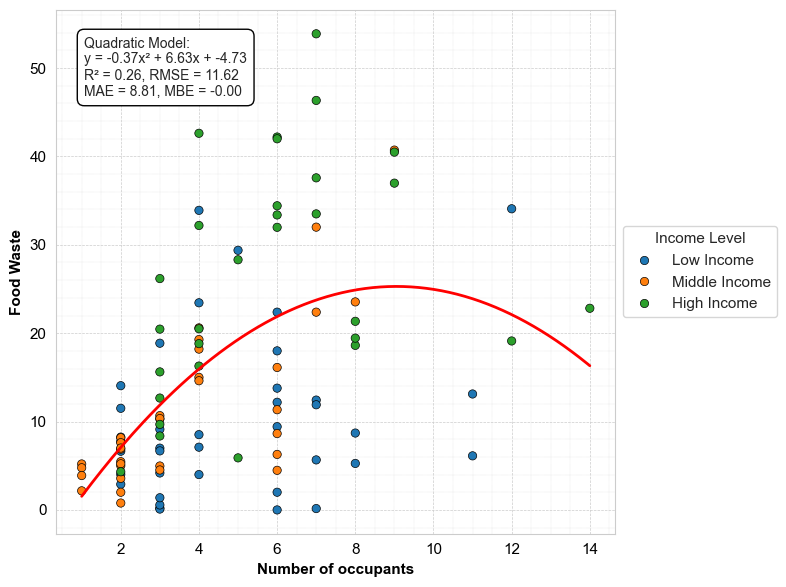 Quadratic Model:
y = -0.37x² + 6.63x + -4.73
R² = 0.26, RMSE = 11.62
MAE = 8.81, MBE = -0.00
50
40
30
20
10
0
Food Waste
2 4 6 8 10 12 14
Number of occupants
Income Level
Low Income
Middle Income
High Income